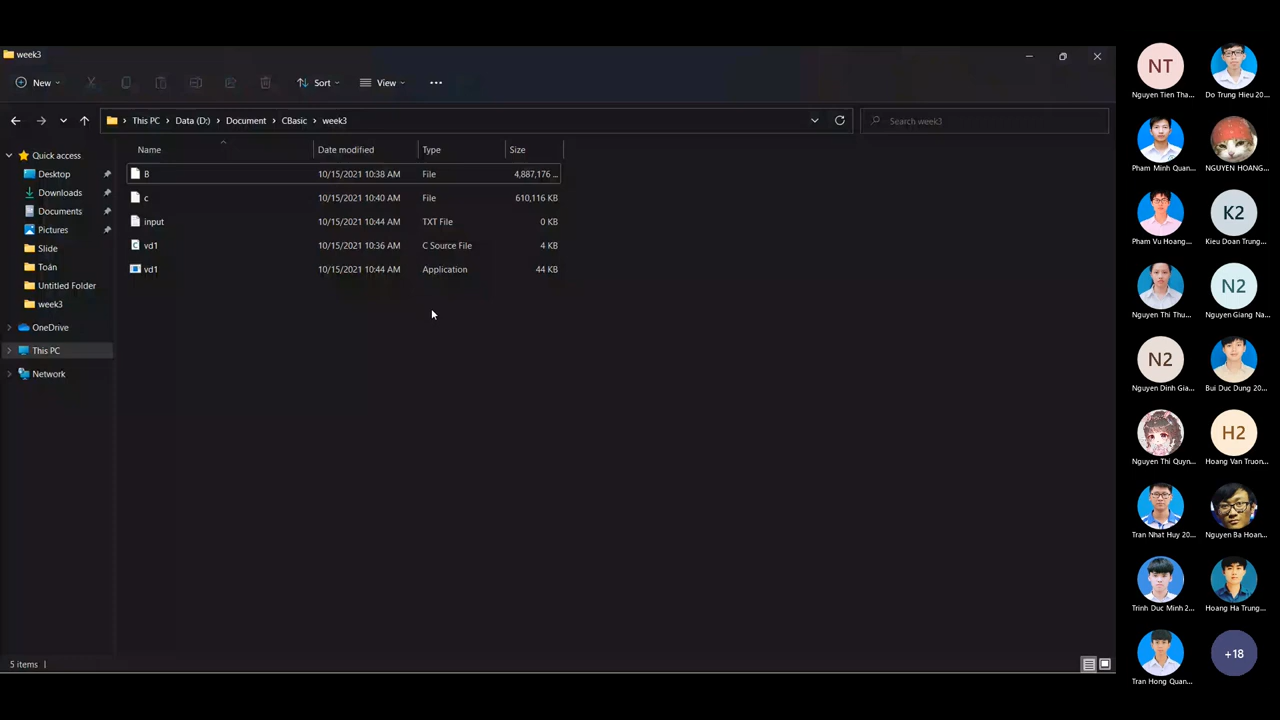 week3
New
Sort
View
This PC
Data (D:)
Document
CBasic
week3
Search week3
Name
Date modified
Type
Size
B
10/15/2021 10:38 AM
File
4,887,176 ...
c
10/15/2021 10:40 AM
File
610,116 KB
input
10/15/2021 10:44 AM
TXT File
0 KB
vd1
10/15/2021 10:36 AM
C Source File
4 KB
vd1
10/15/2021 10:44 AM
Application
44 KB
Quick access
Desktop
Downloads
Documents
Pictures
Slide
Toán
Untitled Folder
week3
OneDrive
This PC
Network
5 items
NT
Nguyen Tien Tha...
Do Trung Hieu 20...
Pham Minh Quan...
NGUYEN HOANG...
Pham Vu Hoang...
K2
Kieu Doan Trung...
Nguyen Thi Thu...
N2
Nguyen Giang Na...
N2
Nguyen Dinh Gia...
Bui Duc Dung 20...
Nguyen Thi Quyn...
H2
Hoang Van Truon...
Tran Nhat Huy 20...
Nguyen Ba Hoan...
Trinh Duc Minh 2...
Hoang Ha Trung...
Tran Hong Quan...
+18